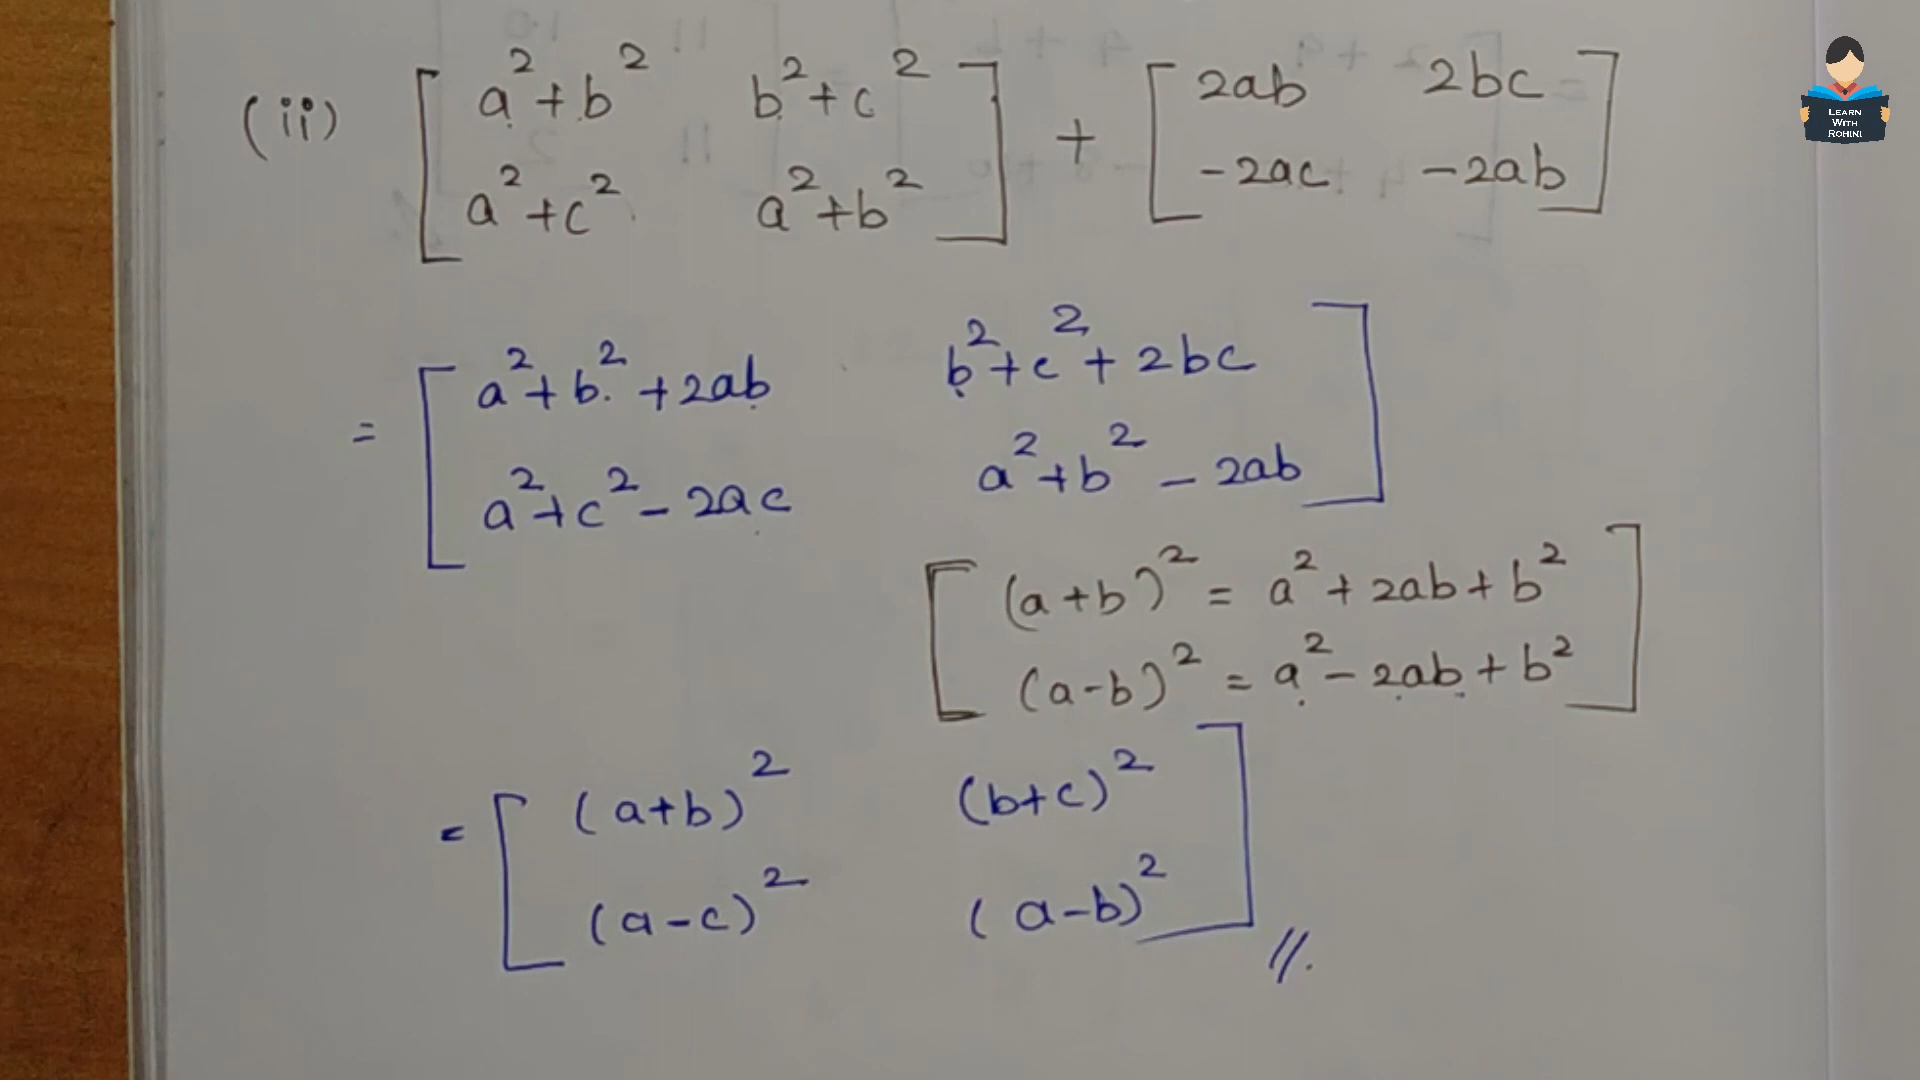 (ii) [ a²+b² b²+c² ] + [ 2ab 2bc ]
[ a²+c² a²+b² ] [ -2ac -2ab ]
= [ a²+b²+2ab b²+c²+2bc ]
[ a²+c²-2ac a²+b²-2ab ]
[ (a+b)² = a²+2ab+b² ]
[ (a-b)² = a²-2ab+b² ]
= [ (a+b)² (b+c)² ]
[ (a-c)² (a-b)² ] //.
LEARN
WITH
ROHINI